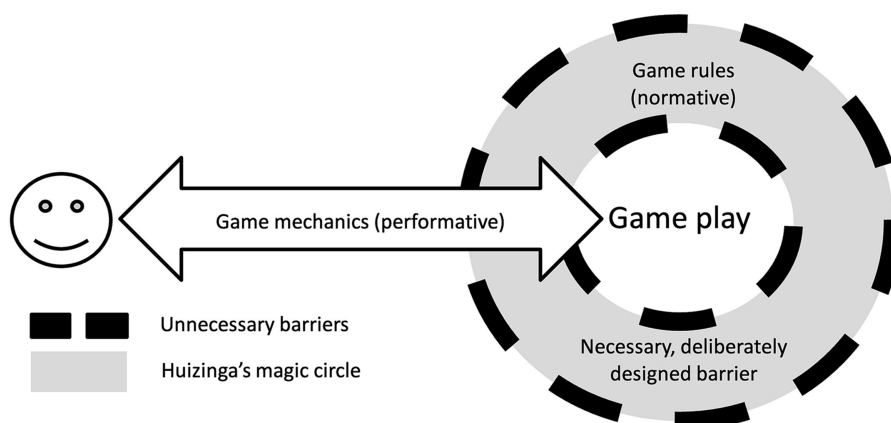 Game rules
(normative)
Game mechanics (performative)
Game play
Unnecessary barriers
Huizinga’s magic circle
Necessary, deliberately
designed barrier